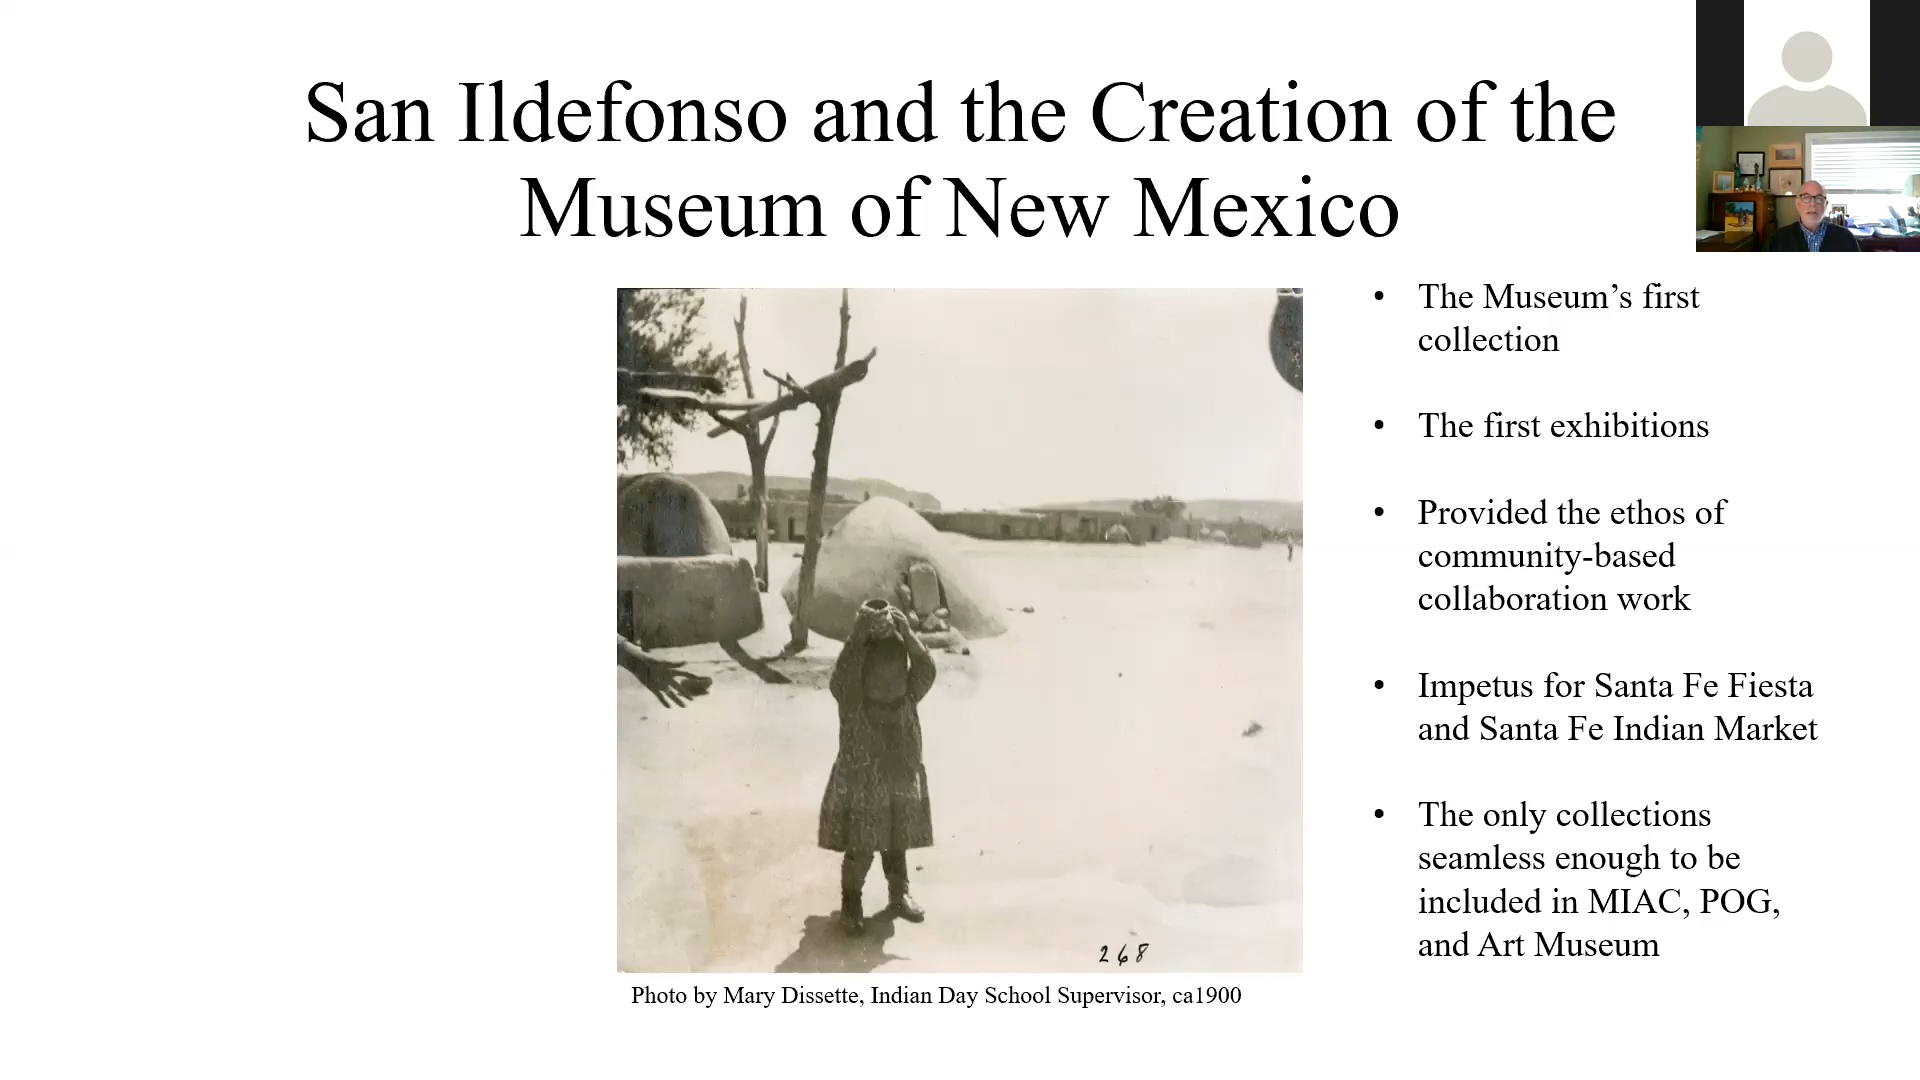 San Ildefonso and the Creation of the
Museum of New Mexico
• The Museum’s first
collection
• The first exhibitions
• Provided the ethos of
community-based
collaboration work
• Impetus for Santa Fe Fiesta
and Santa Fe Indian Market
• The only collections
seamless enough to be
included in MIAC, POG,
and Art Museum
268
Photo by Mary Dissette, Indian Day School Supervisor, ca1900